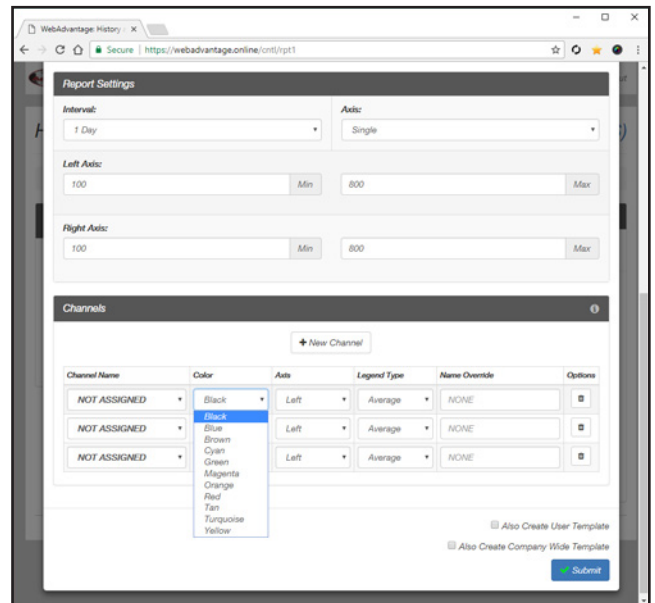 WebAdvantage: History
Secure | https://webadvantage.online/cntl/rpt1
Report Settings
Interval: Axis:
1 Day Single
Left Axis:
100 Min 800 Max
Right Axis:
100 Min 800 Max
Channels
+ New Channel
Channel Name Color Axis Legend Type Name Override Options
NOT ASSIGNED Black Left Average NONE
NOT ASSIGNED Left Average NONE
NOT ASSIGNED Left Average NONE
Black
Blue
Brown
Cyan
Green
Magenta
Orange
Red
Tan
Turquoise
Yellow
Also Create User Template
Also Create Company Wide Template
Submit